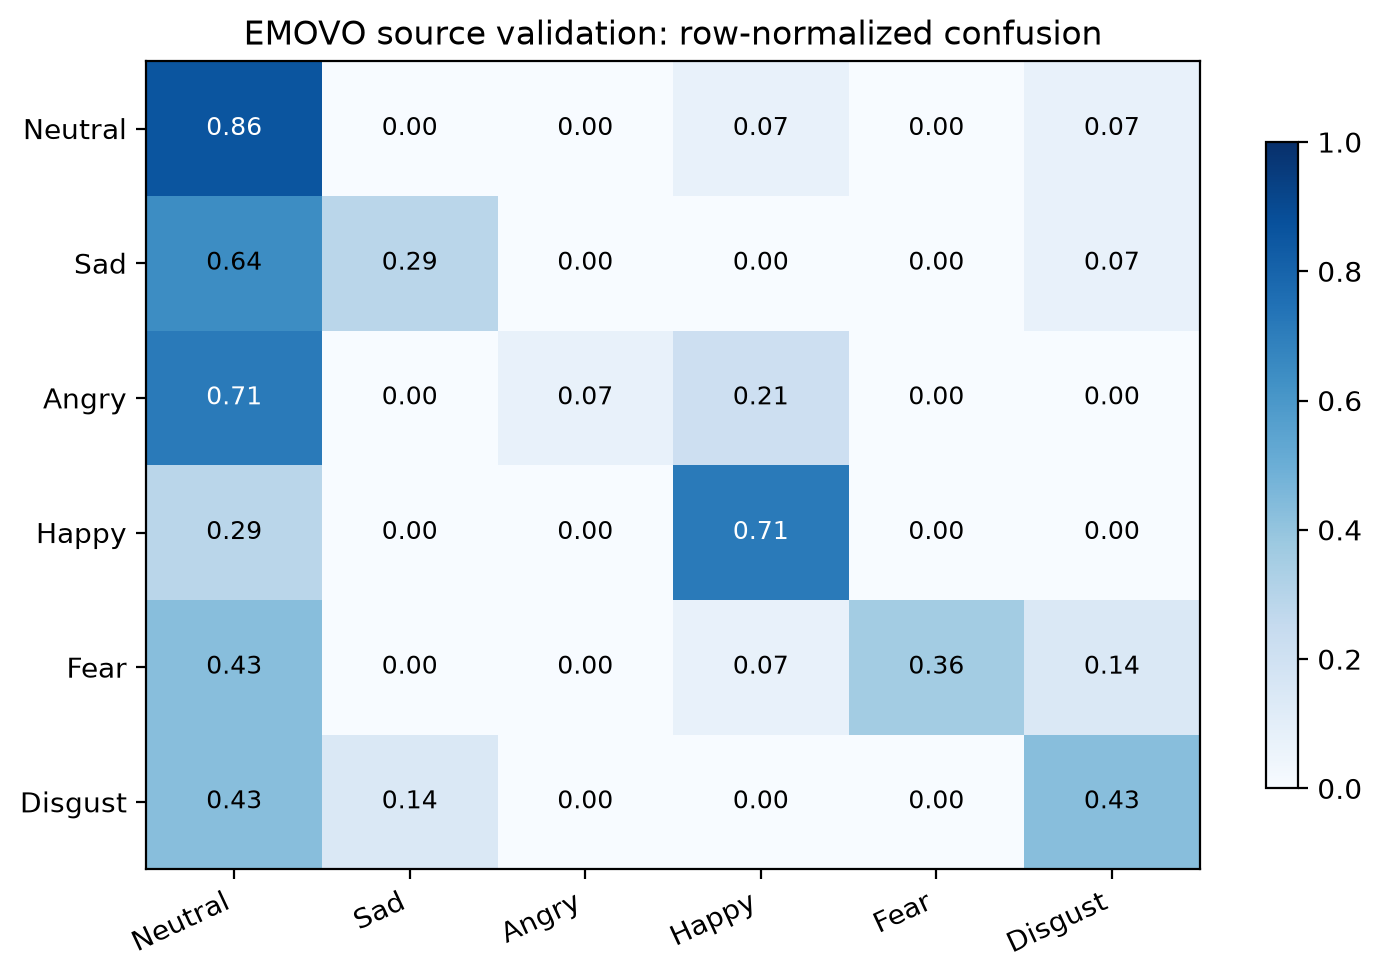 EMOVO source validation: row-normalized confusion
Neutral 0.86 0.00 0.00 0.07 0.00 0.07
Sad 0.64 0.29 0.00 0.00 0.00 0.07
Angry 0.71 0.00 0.07 0.21 0.00 0.00
Happy 0.29 0.00 0.00 0.71 0.00 0.00
Fear 0.43 0.00 0.00 0.07 0.36 0.14
Disgust 0.43 0.14 0.00 0.00 0.00 0.43
Neutral Sad Angry Happy Fear Disgust
1.0
0.8
0.6
0.4
0.2
0.0